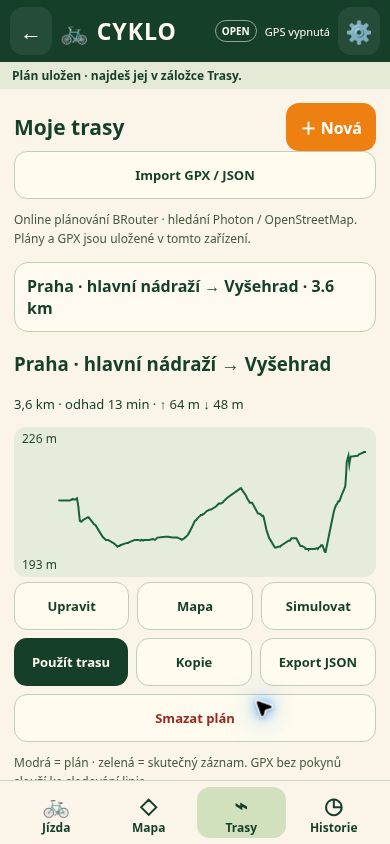 CYKLO
OPEN
GPS vypnutá
Plán uložen · najdeš jej v záložce Trasy.
Moje trasy
+ Nová
Import GPX / JSON
Online plánování BRouter · hledání Photon / OpenStreetMap.
Plány a GPX jsou uložené v tomto zařízení.
Praha · hlavní nádraží → Vyšehrad · 3.6
km
Praha · hlavní nádraží → Vyšehrad
3,6 km · odhad 13 min · ↑ 64 m ↓ 48 m
226 m
193 m
Upravit
Mapa
Simulovat
Použít trasu
Kopie
Export JSON
Smazat plán
Modrá = plán · zelená = skutečný záznam. GPX bez pokynů
Jízda
Mapa
Trasy
Historie